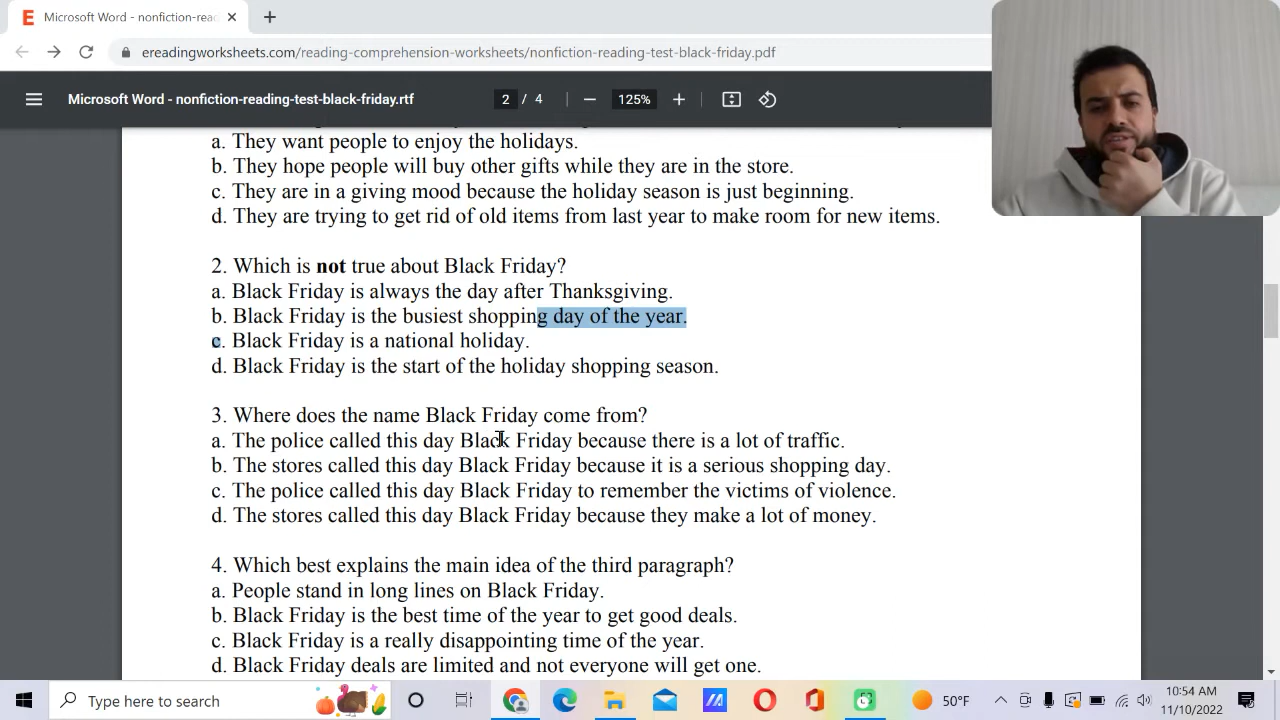 Microsoft Word - nonfiction-read
ereadingworksheets.com/reading-comprehension-worksheets/nonfiction-reading-test-black-friday.pdf
Microsoft Word - nonfiction-reading-test-black-friday.rtf
2 / 4
125%
a. They want people to enjoy the holidays.
b. They hope people will buy other gifts while they are in the store.
c. They are in a giving mood because the holiday season is just beginning.
d. They are trying to get rid of old items from last year to make room for new items.
2. Which is not true about Black Friday?
a. Black Friday is always the day after Thanksgiving.
b. Black Friday is the busiest shopping day of the year.
c. Black Friday is a national holiday.
d. Black Friday is the start of the holiday shopping season.
3. Where does the name Black Friday come from?
a. The police called this day Black Friday because there is a lot of traffic.
b. The stores called this day Black Friday because it is a serious shopping day.
c. The police called this day Black Friday to remember the victims of violence.
d. The stores called this day Black Friday because they make a lot of money.
4. Which best explains the main idea of the third paragraph?
a. People stand in long lines on Black Friday.
b. Black Friday is the best time of the year to get good deals.
c. Black Friday is a really disappointing time of the year.
d. Black Friday deals are limited and not everyone will get one.
Type here to search
50°F
10:54 AM
11/10/2022